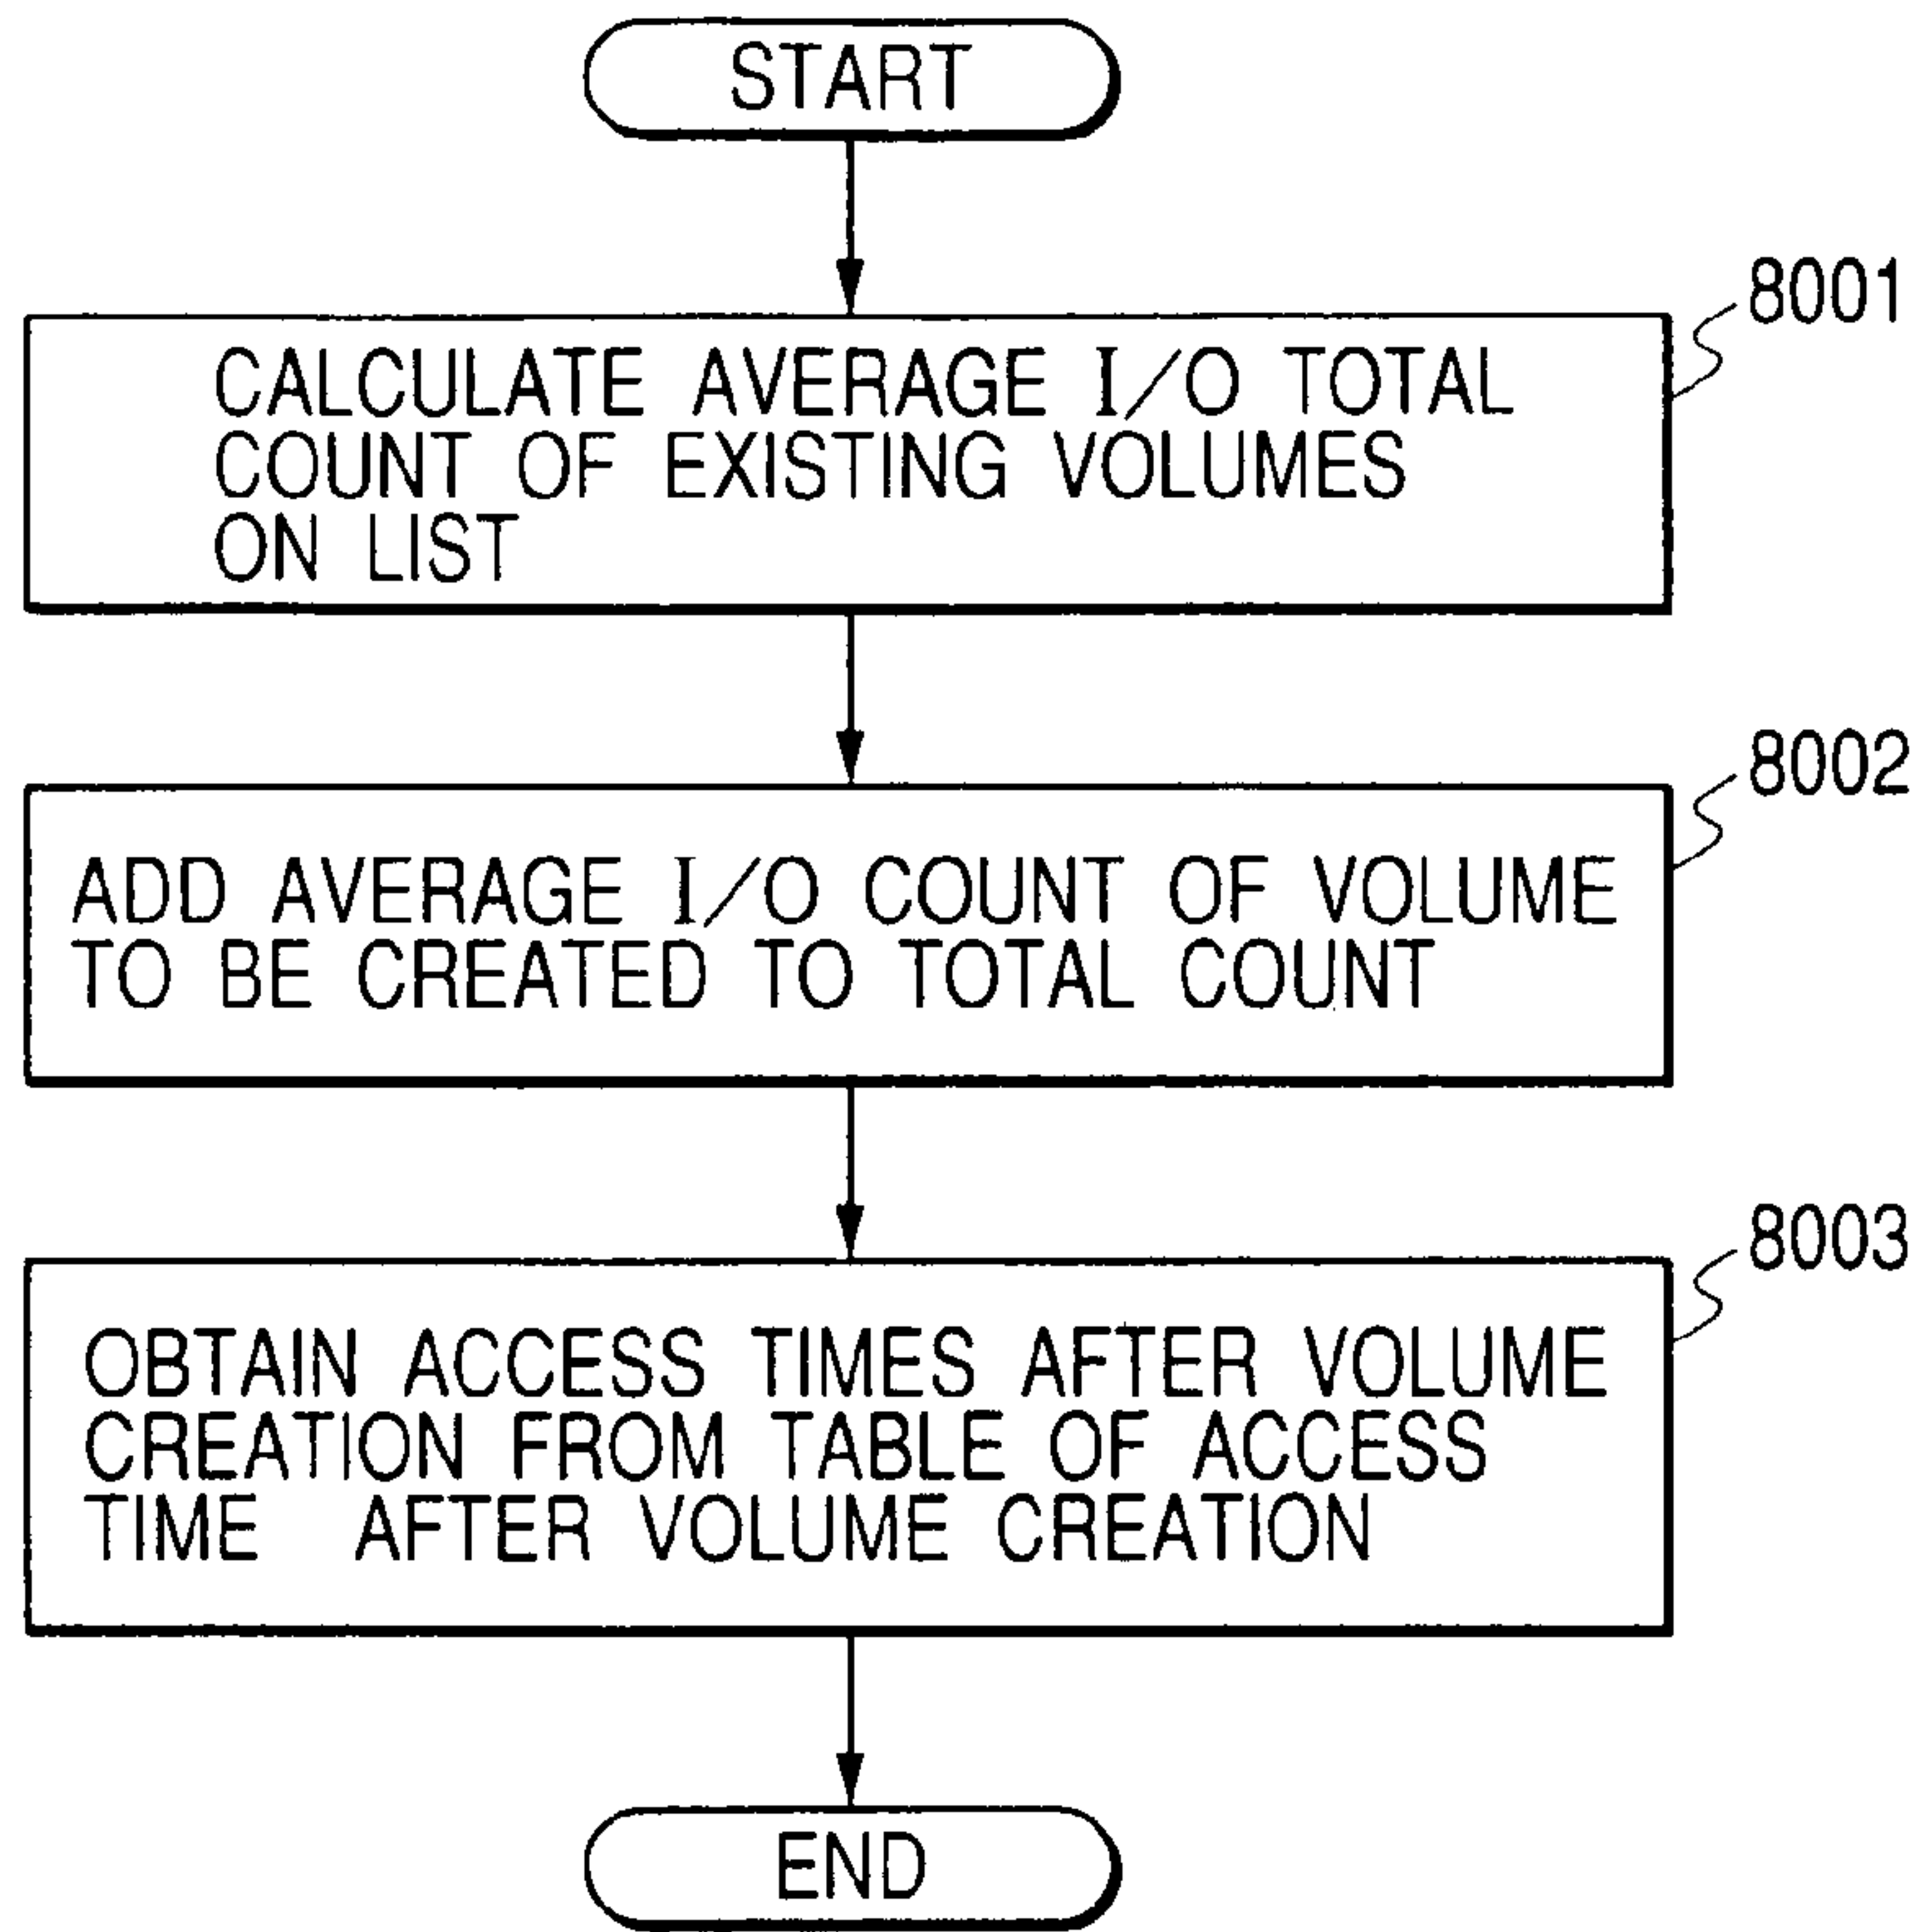 START
8001
CALCULATE AVERAGE I/O TOTAL
COUNT OF EXISTING VOLUMES
ON LIST
8002
ADD AVERAGE I/O COUNT OF VOLUME
TO BE CREATED TO TOTAL COUNT
8003
OBTAIN ACCESS TIMES AFTER VOLUME
CREATION FROM TABLE OF ACCESS
TIME AFTER VOLUME CREATION
END